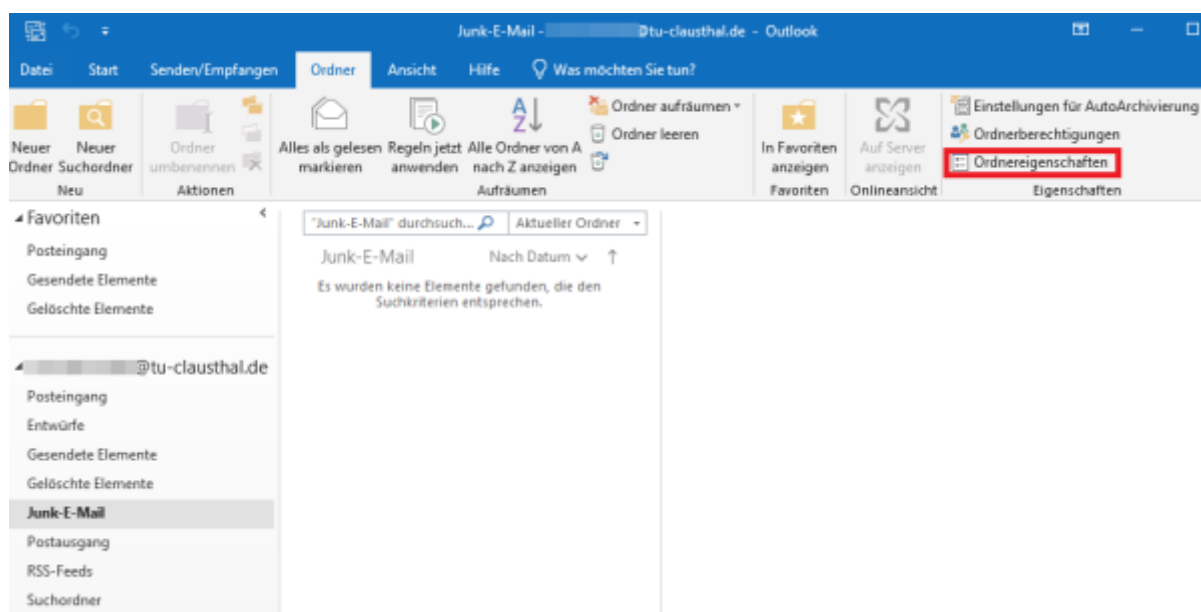 Junk-E-Mail - @tu-clausthal.de - Outlook
Datei Start Senden/Empfangen Ordner Ansicht Hilfe Was möchten Sie tun?
Neuer Ordner
Neuer Suchordner
Neu
Ordner umbenennen
Aktionen
Alles als gelesen markieren
Regeln jetzt anwenden
Alle Ordner von A nach Z anzeigen
Ordner aufräumen
Ordner leeren
Aufräumen
In Favoriten anzeigen
Favoriten
Auf Server anzeigen
Onlineansicht
Einstellungen für AutoArchivierung
Ordnerberechtigungen
Ordnereigenschaften
Eigenschaften
Favoriten
Posteingang
Gesendete Elemente
Gelöschte Elemente
@tu-clausthal.de
Posteingang
Entwürfe
Gesendete Elemente
Gelöschte Elemente
Junk-E-Mail
Postausgang
RSS-Feeds
Suchordner
"Junk-E-Mail" durchsuch... Aktueller Ordner
Junk-E-Mail Nach Datum
Es wurden keine Elemente gefunden, die den
Suchkriterien entsprechen.